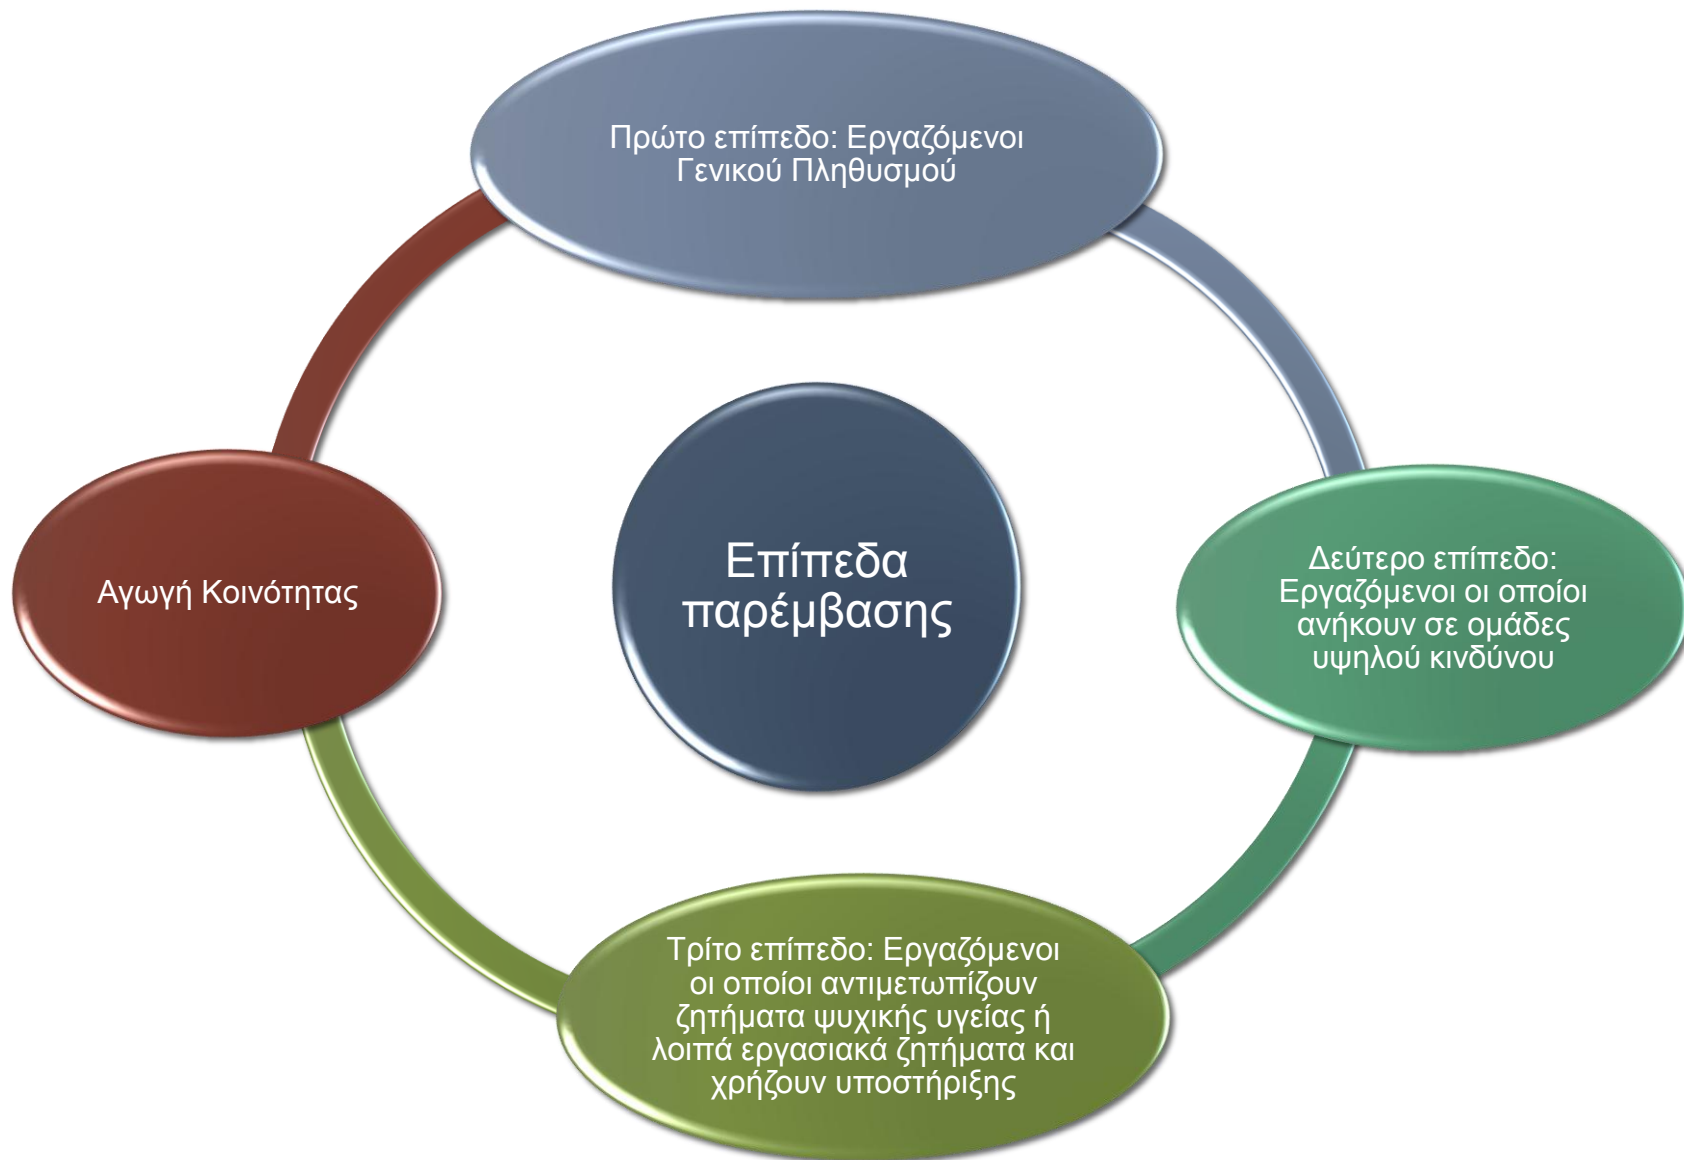 Πρώτο επίπεδο: Εργαζόμενοι
Γενικού Πληθυσμού
Επίπεδα
παρέμβασης
Δεύτερο επίπεδο:
Εργαζόμενοι οι οποίοι
ανήκουν σε ομάδες
υψηλού κινδύνου
Τρίτο επίπεδο: Εργαζόμενοι
οι οποίοι αντιμετωπίζουν
ζητήματα ψυχικής υγείας ή
λοιπά εργασιακά ζητήματα και
χρήζουν υποστήριξης
Αγωγή Κοινότητας